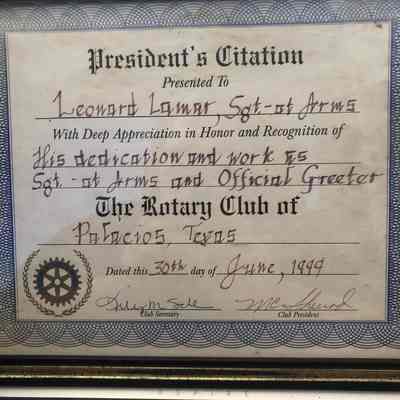 President's Citation
Presented To
Leonard Lamar, Sgt-at Arms
With Deep Appreciation in Honor and Recognition of
His dedication and work as
Sgt.-at Arms and Official Greeter
The Rotary Club of
Palacios, Texas
Dated this 30th day of June, 1999
Club Secretary Club President